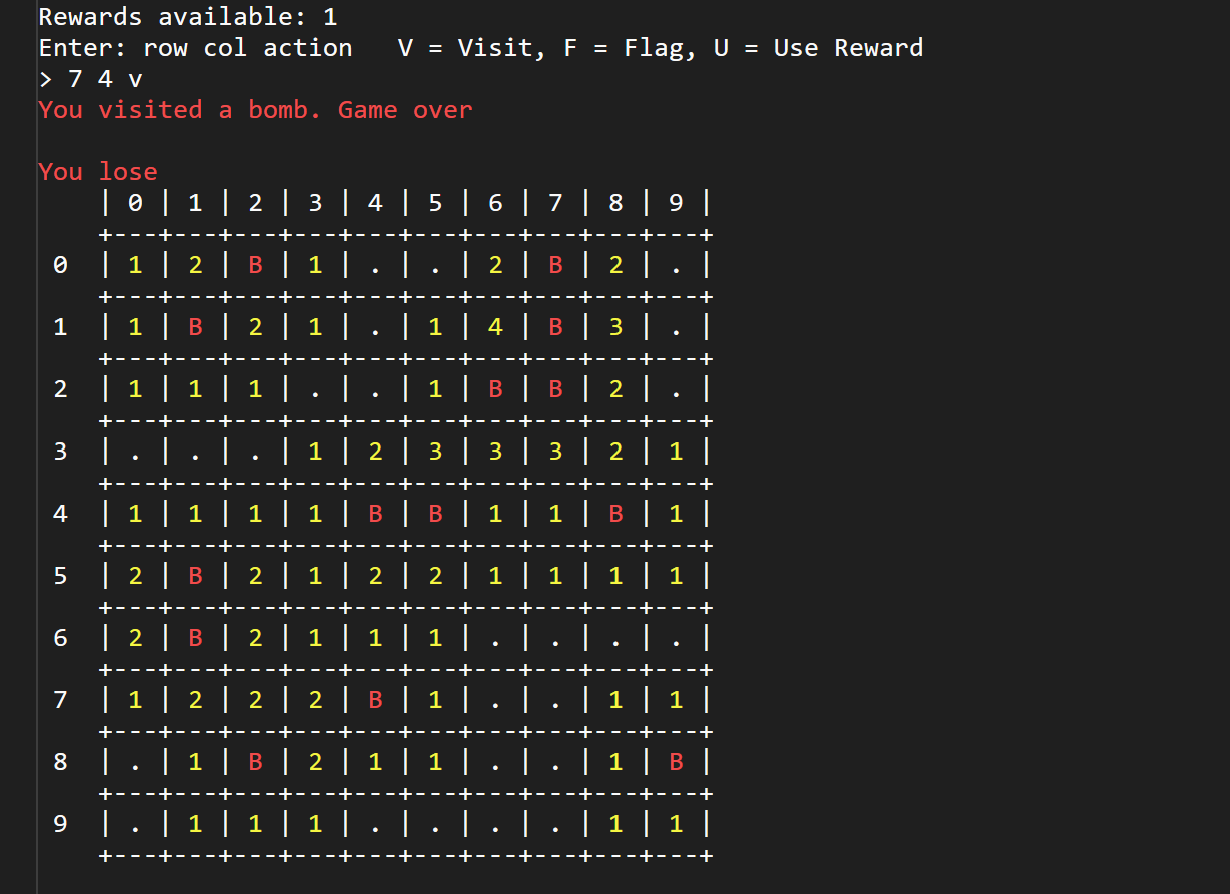 Rewards available: 1
Enter: row col action   V = Visit, F = Flag, U = Use Reward
> 7 4 v
You visited a bomb. Game over
You lose
    | 0 | 1 | 2 | 3 | 4 | 5 | 6 | 7 | 8 | 9 |
    +---+---+---+---+---+---+---+---+---+---+
 0  | 1 | 2 | B | 1 | . | . | 2 | B | 2 | . |
    +---+---+---+---+---+---+---+---+---+---+
 1  | 1 | B | 2 | 1 | . | 1 | 4 | B | 3 | . |
    +---+---+---+---+---+---+---+---+---+---+
 2  | 1 | 1 | 1 | . | . | 1 | B | B | 2 | . |
    +---+---+---+---+---+---+---+---+---+---+
 3  | . | . | . | 1 | 2 | 3 | 3 | 3 | 2 | 1 |
    +---+---+---+---+---+---+---+---+---+---+
 4  | 1 | 1 | 1 | 1 | B | B | 1 | 1 | B | 1 |
    +---+---+---+---+---+---+---+---+---+---+
 5  | 2 | B | 2 | 1 | 2 | 2 | 1 | 1 | 1 | 1 |
    +---+---+---+---+---+---+---+---+---+---+
 6  | 2 | B | 2 | 1 | 1 | 1 | . | . | . | . |
    +---+---+---+---+---+---+---+---+---+---+
 7  | 1 | 2 | 2 | 2 | B | 1 | . | . | 1 | 1 |
    +---+---+---+---+---+---+---+---+---+---+
 8  | . | 1 | B | 2 | 1 | 1 | . | . | 1 | B |
    +---+---+---+---+---+---+---+---+---+---+
 9  | . | 1 | 1 | 1 | . | . | . | . | 1 | 1 |
    +---+---+---+---+---+---+---+---+---+---+